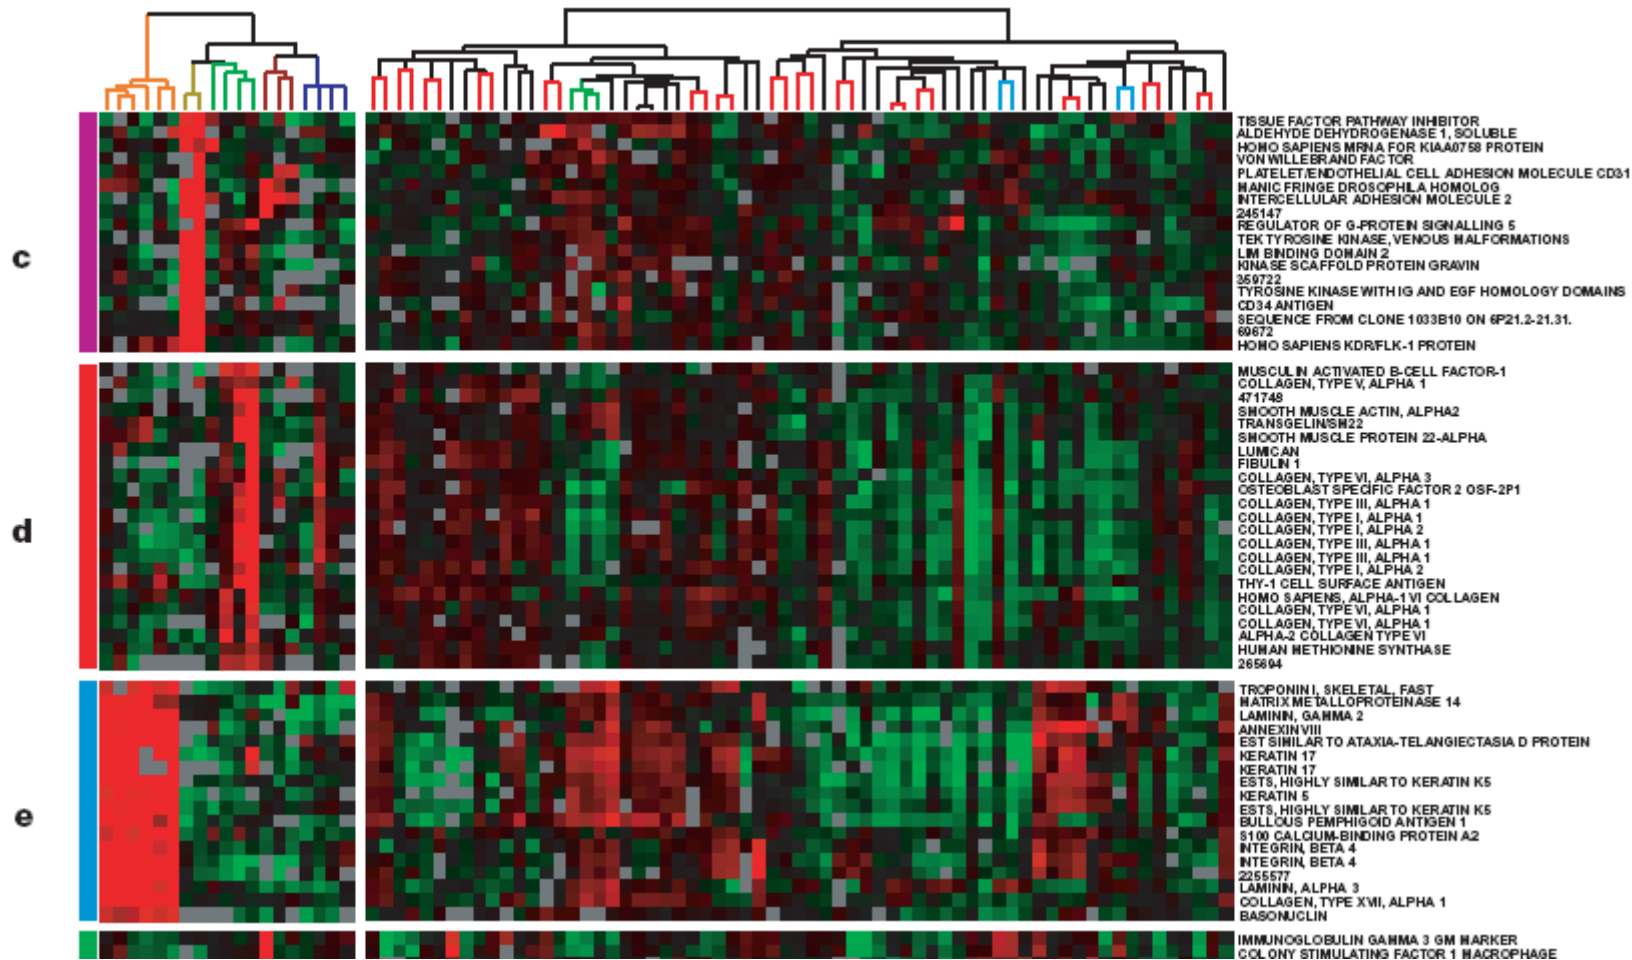 c
TISSUE FACTOR PATHWAY INHIBITOR
ALDEHYDE DEHYDROGENASE 1, SOLUBLE
HOMO SAPIENS MRNA FOR KIAA0758 PROTEIN
VON WILLEBRAND FACTOR
PLATELET/ENDOTHELIAL CELL ADHESION MOLECULE CD31
MANIC FRINGE DROSOPHILA HOMOLOG
INTERCELLULAR ADHESION MOLECULE 2
245147
REGULATOR OF G-PROTEIN SIGNALLING 5
TEK TYROSINE KINASE, VENOUS MALFORMATIONS
LIM BINDING DOMAIN 2
KINASE SCAFFOLD PROTEIN GRAVIN
359722
TYROSINE KINASE WITH IG AND EGF HOMOLOGY DOMAINS
CD34 ANTIGEN
SEQUENCE FROM CLONE 1033B10 ON 6P21.2-21.31.
69672
HOMO SAPIENS KDR/FLK-1 PROTEIN
d
MUSCULIN ACTIVATED B-CELL FACTOR-1
COLLAGEN, TYPE V, ALPHA 1
471748
SMOOTH MUSCLE ACTIN, ALPHA2
TRANSGELIN/SM22
SMOOTH MUSCLE PROTEIN 22-ALPHA
LUMICAN
FIBULIN 1
COLLAGEN, TYPE VI, ALPHA 3
OSTEOBLAST SPECIFIC FACTOR 2 OSF-2P1
COLLAGEN, TYPE III, ALPHA 1
COLLAGEN, TYPE I, ALPHA 1
COLLAGEN, TYPE I, ALPHA 2
COLLAGEN, TYPE III, ALPHA 1
COLLAGEN, TYPE III, ALPHA 1
COLLAGEN, TYPE I, ALPHA 2
THY-1 CELL SURFACE ANTIGEN
HOMO SAPIENS, ALPHA-1 VI COLLAGEN
COLLAGEN, TYPE VI, ALPHA 1
COLLAGEN, TYPE VI, ALPHA 1
ALPHA-2 COLLAGEN TYPE VI
HUMAN METHIONINE SYNTHASE
265694
e
TROPONIN I, SKELETAL, FAST
MATRIX METALLOPROTEINASE 14
LAMININ, GAMMA 2
ANNEXIN VIII
EST SIMILAR TO ATAXIA-TELANGIECTASIA D PROTEIN
KERATIN 17
KERATIN 17
ESTS, HIGHLY SIMILAR TO KERATIN K5
KERATIN 5
ESTS, HIGHLY SIMILAR TO KERATIN K5
BULLOUS PEMPHIGOID ANTIGEN 1
S100 CALCIUM-BINDING PROTEIN A2
INTEGRIN, BETA 4
INTEGRIN, BETA 4
2255577
LAMININ, ALPHA 3
COLLAGEN, TYPE XVII, ALPHA 1
BASONUCLIN
IMMUNOGLOBULIN GAMMA 3 GM MARKER
COLONY STIMULATING FACTOR 1 MACROPHAGE